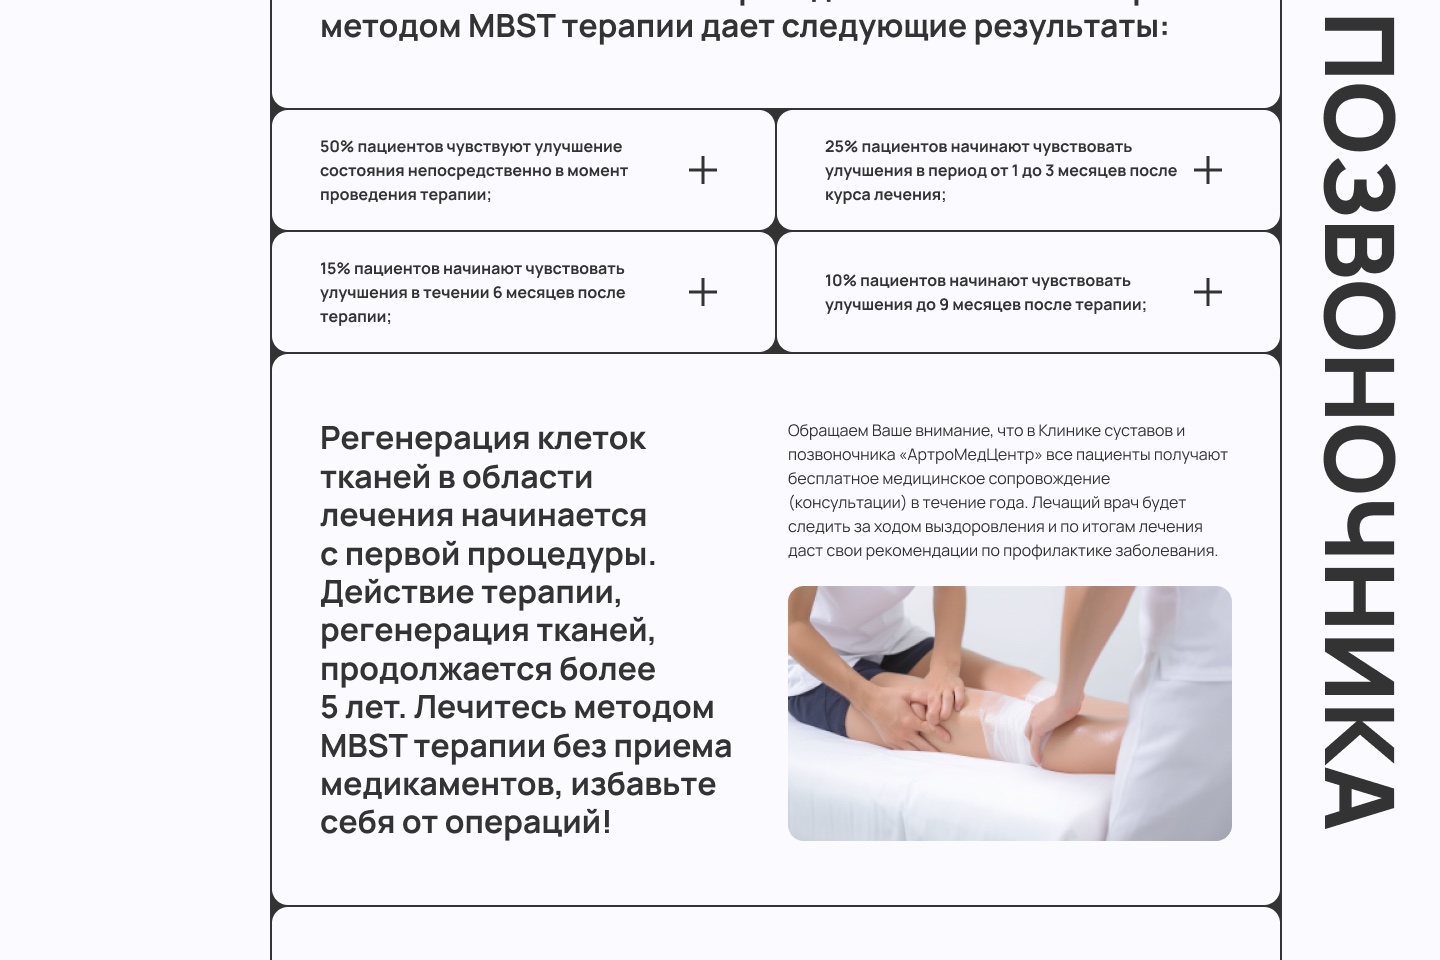 методом MBST терапии дает следующие результаты:
50% пациентов чувствуют улучшение
состояния непосредственно в момент
проведения терапии;
25% пациентов начинают чувствовать
улучшения в период от 1 до 3 месяцев после
курса лечения;
15% пациентов начинают чувствовать
улучшения в течении 6 месяцев после
терапии;
10% пациентов начинают чувствовать
улучшения до 9 месяцев после терапии;
Регенерация клеток
тканей в области
лечения начинается
с первой процедуры.
Действие терапии,
регенерация тканей,
продолжается более
5 лет. Лечитесь методом
MBST терапии без приема
медикаментов, избавьте
себя от операций!
Обращаем Ваше внимание, что в Клинике суставов и
позвоночника «АртроМедЦентр» все пациенты получают
бесплатное медицинское сопровождение
(консультации) в течение года. Лечащий врач будет
следить за ходом выздоровления и по итогам лечения
даст свои рекомендации по профилактике заболевания.
ПОЗВОНОЧНИКА